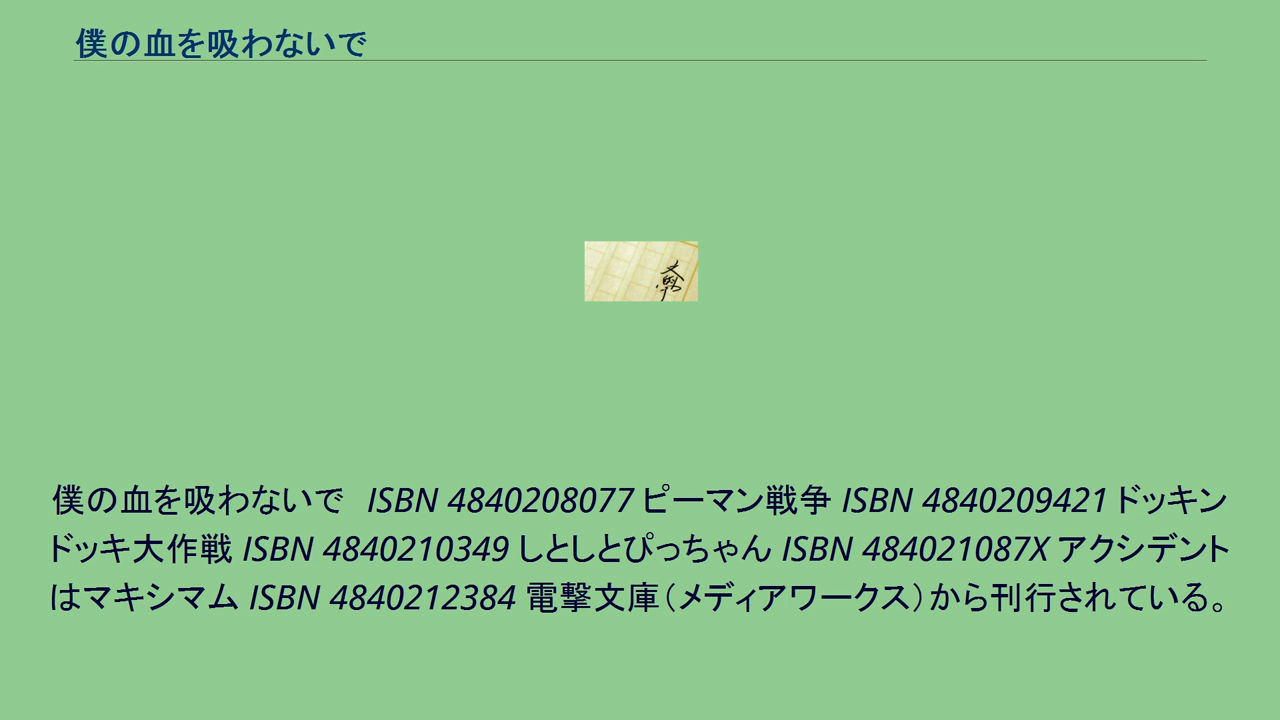 僕の血を吸わないで
僕の血を吸わないで ISBN 4840208077 ピーマン戦争 ISBN 4840209421 ドッキン
ドッキ大作戦 ISBN 4840210349 しとしとぴっちゃん ISBN 484021087X アクシデント
はマキシマム ISBN 4840212384 電撃文庫（メディアワークス）から刊行されている。